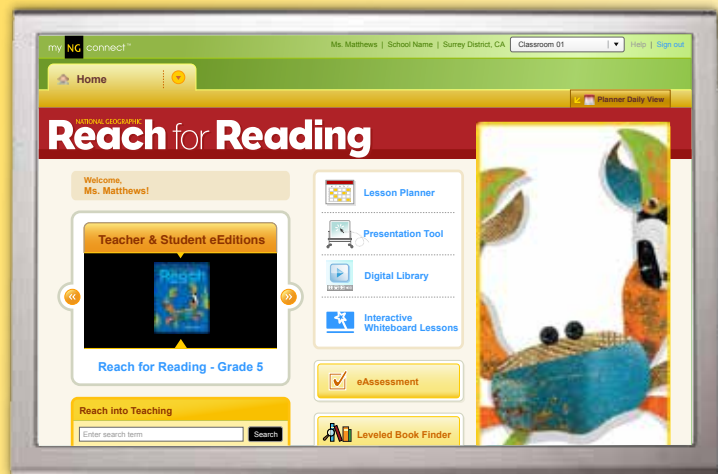 my NG connect™
Ms. Matthews | School Name | Surrey District, CA
Classroom 01
Help | Sign out
Home
Planner Daily View
NATIONAL GEOGRAPHIC
Reach for Reading
Welcome,
Ms. Matthews!
Teacher & Student eEditions
Reach
Reach for Reading - Grade 5
Lesson Planner
Presentation Tool
Digital Library
Interactive
Whiteboard Lessons
eAssessment
Leveled Book Finder
Reach into Teaching
Enter search term
Search